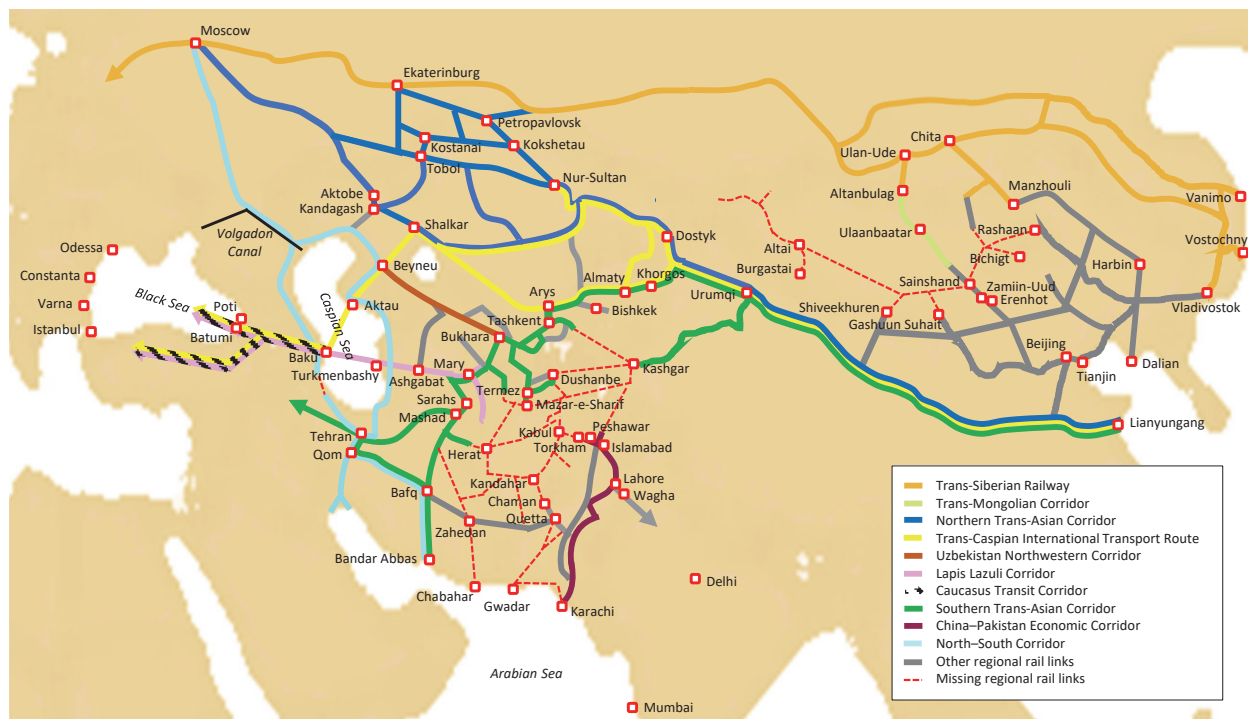 Moscow
Ekaterinburg
Petropavlovsk
Kostanai
Kokshetau
Tobol
Nur-Sultan
Aktobe
Kandagash
Shalkar
Volgadon
Canal
Odessa
Constanta
Varna
Istanbul
Black Sea
Poti
Batumi
Caspian Sea
Beyneu
Aktau
Baku
Turkmenbashy
Ashgabat
Mary
Bukhara
Arys
Tashkent
Almaty
Khorgos
Bishkek
Dostyk
Urumqi
Kashgar
Dushanbe
Termez
Mazar-e-Sharif
Sarahs
Mashad
Tehran
Qom
Herat
Kabul
Torkham
Peshawar
Islamabad
Lahore
Wagha
Kandahar
Chaman
Quetta
Bafq
Zahedan
Bandar Abbas
Chabahar
Gwadar
Karachi
Delhi
Mumbai
Arabian Sea
Chita
Ulan-Ude
Altanbulag
Manzhouli
Vanimo
Ulaanbaatar
Rashaan
Bichigt
Vostochny
Altai
Burgastai
Sainshand
Zamiin-Uud
Erenhot
Harbin
Shiveekhuren
Gashuun Suhait
Vladivostok
Beijing
Tianjin
Dalian
Lianyungang
Trans-Siberian Railway
Trans-Mongolian Corridor
Northern Trans-Asian Corridor
Trans-Caspian International Transport Route
Uzbekistan Northwestern Corridor
Lapis Lazuli Corridor
Caucasus Transit Corridor
Southern Trans-Asian Corridor
China–Pakistan Economic Corridor
North–South Corridor
Other regional rail links
Missing regional rail links